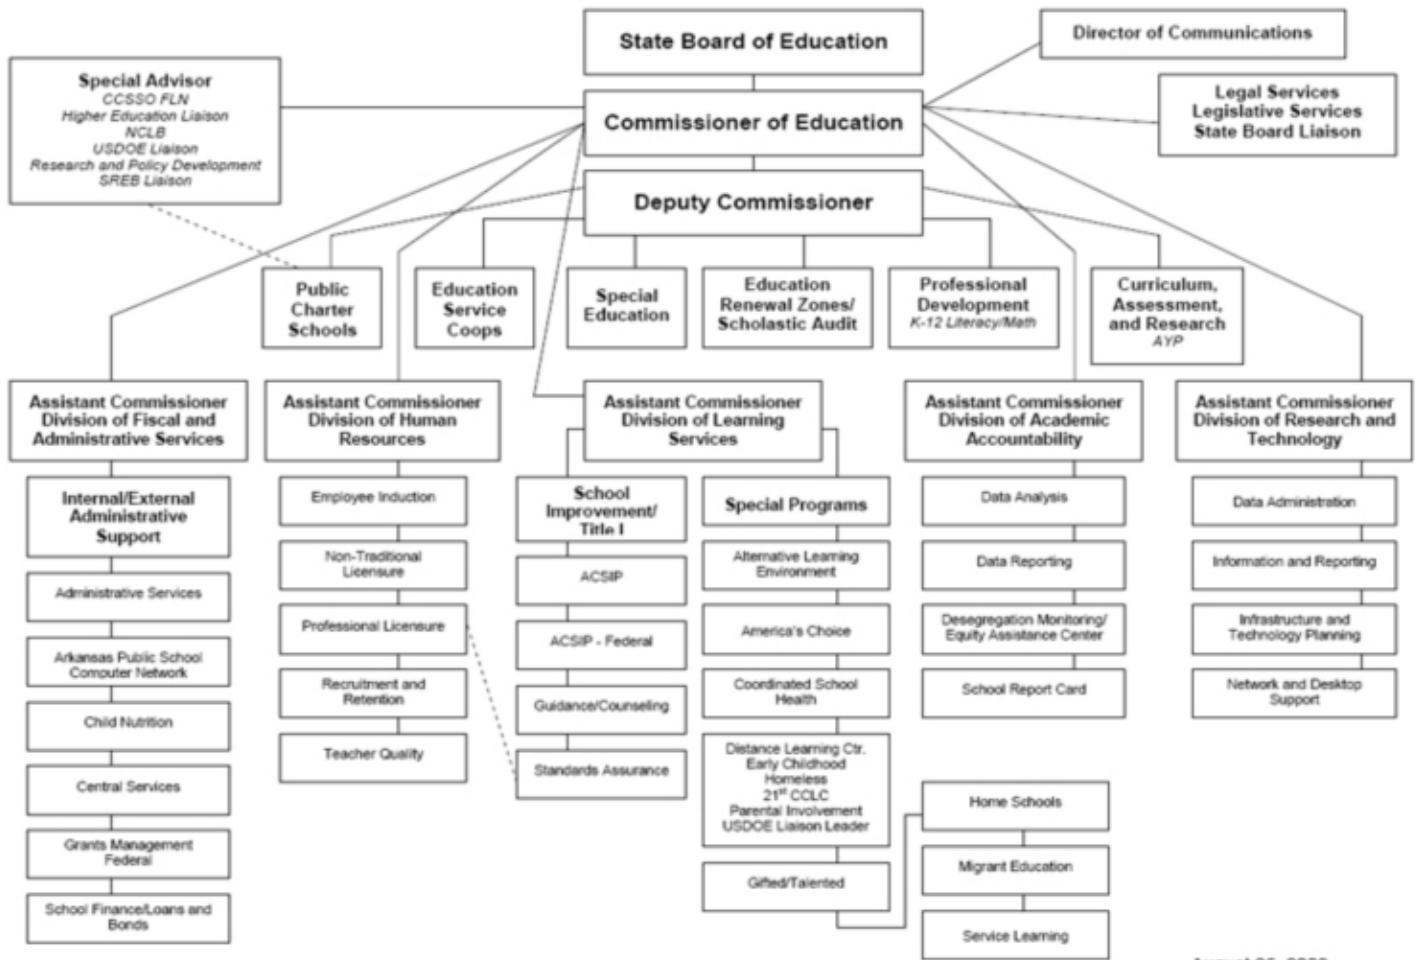 State Board of Education
Director of Communications
Special Advisor
CCSSO FLN
Higher Education Liaison
NCLB
USDOE Liaison
Research and Policy Development
SREB Liaison
Commissioner of Education
Legal Services
Legislative Services
State Board Liaison
Deputy Commissioner
Public
Charter
Schools
Education
Service
Coops
Special
Education
Education
Renewal Zones/
Scholastic Audit
Professional
Development
K-12 Literacy/Math
Curriculum,
Assessment,
and Research
AYP
Assistant Commissioner
Division of Fiscal and
Administrative Services
Internal/External
Administrative
Support
Administrative Services
Arkansas Public School
Computer Network
Child Nutrition
Central Services
Grants Management
Federal
School Finance/Loans and
Bonds
Assistant Commissioner
Division of Human
Resources
Employee Induction
Non-Traditional
Licensure
Professional Licensure
Recruitment and
Retention
Teacher Quality
Assistant Commissioner
Division of Learning
Services
School
Improvement/
Title I
ACSIP
ACSIP - Federal
Guidance/Counseling
Standards Assurance
Special Programs
Alternative Learning
Environment
America's Choice
Coordinated School
Health
Distance Learning Ctr.
Early Childhood
Homeless
21st CCLC
Parental Involvement
USDOE Liaison Leader
Gifted/Talented
Home Schools
Migrant Education
Service Learning
Assistant Commissioner
Division of Academic
Accountability
Data Analysis
Data Reporting
Desegregation Monitoring/
Equity Assistance Center
School Report Card
Assistant Commissioner
Division of Research and
Technology
Data Administration
Information and Reporting
Infrastructure and
Technology Planning
Network and Desktop
Support